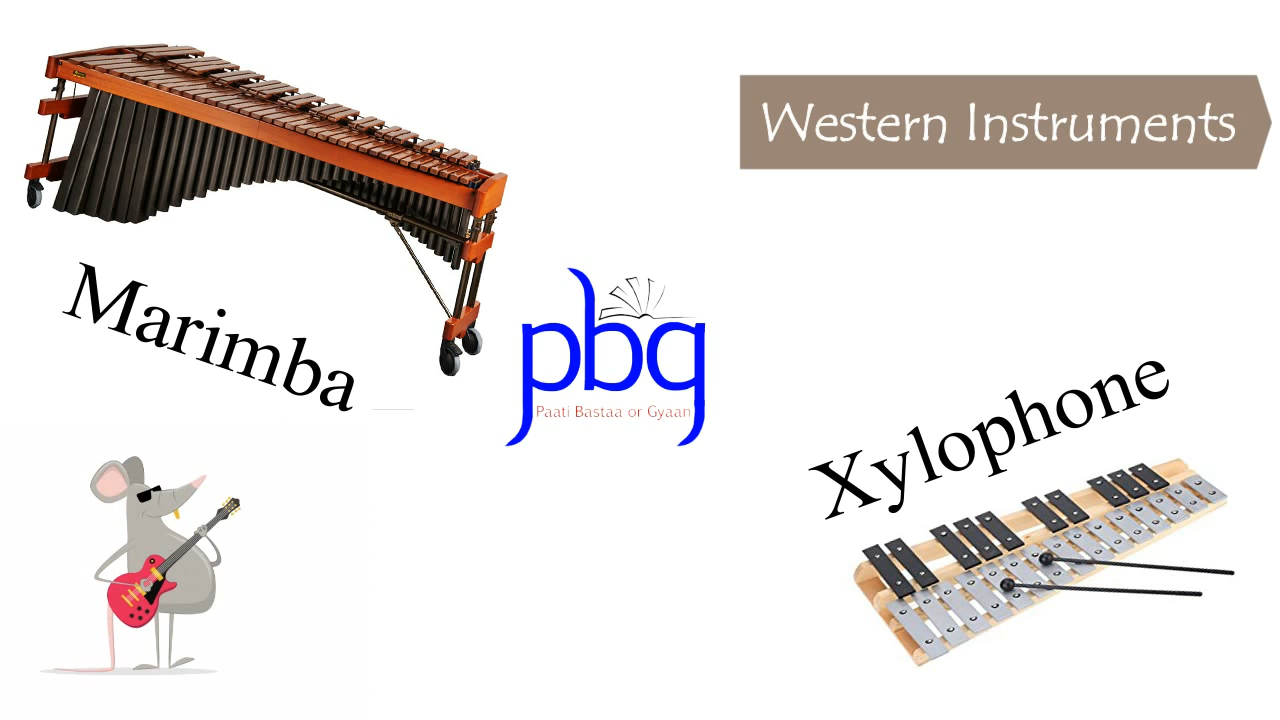 Western Instruments
Marimba
pbg
Paati Bastaa or Gyaan
Xylophone